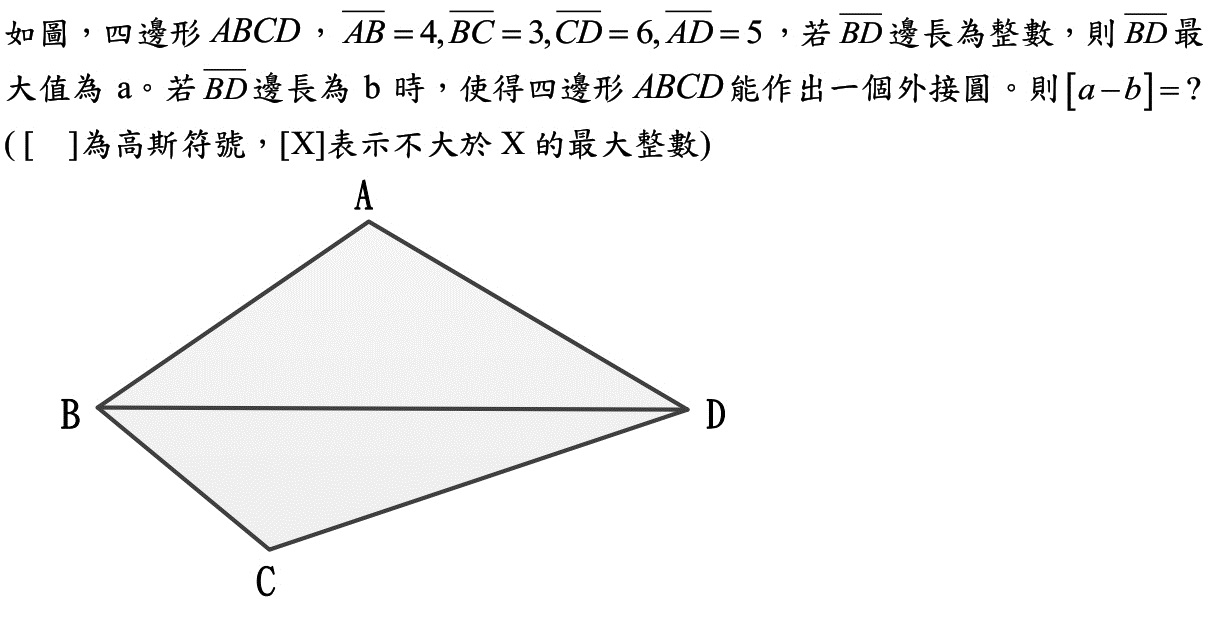 如圖，四邊形 ABCD，$\overline{AB}=4,\overline{BC}=3,\overline{CD}=6,\overline{AD}=5$，若 $\overline{BD}$ 邊長為整數，則 $\overline{BD}$ 最
大值為 a。若 $\overline{BD}$ 邊長為 b 時，使得四邊形 ABCD 能作出一個外接圓。則 $[a-b]=?$
([ ]為高斯符號，[X]表示不大於 X 的最大整數)
A
B
D
C